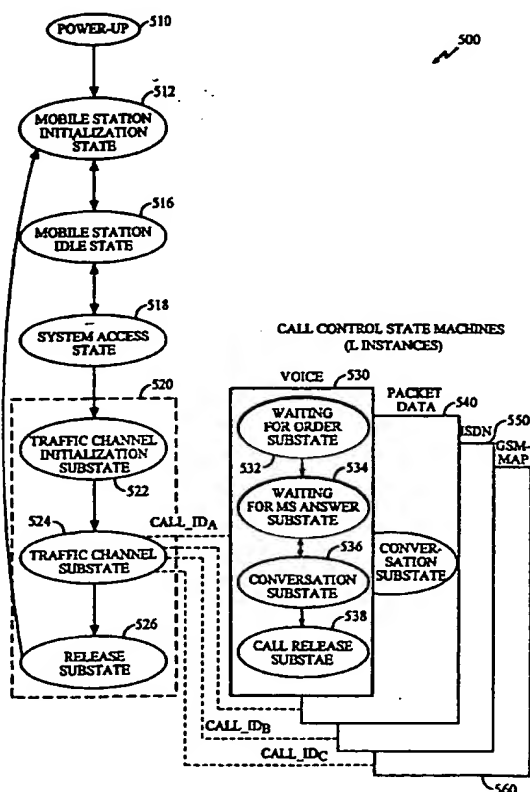 POWER-UP
510
500
512
MOBILE STATION
INITIALIZATION
STATE
516
MOBILE STATION
IDLE STATE
518
SYSTEM ACCESS
STATE
520
TRAFFIC CHANNEL
INITIALIZATION
SUBSTATE
522
524
TRAFFIC CHANNEL
SUBSTATE
526
RELEASE
SUBSTATE
CALL CONTROL STATE MACHINES
(L INSTANCES)
VOICE
530
WAITING
FOR ORDER
SUBSTATE
532
534
WAITING
FOR MS ANSWER
SUBSTATE
536
CONVERSATION
SUBSTATE
538
CALL RELEASE
SUBSTAE
PACKET
DATA
540
CONVER-
SATION
SUBSTATE
550
ISDN
GSM-
MAP
560
CALL_IDA
CALL_IDB
CALL_IDC